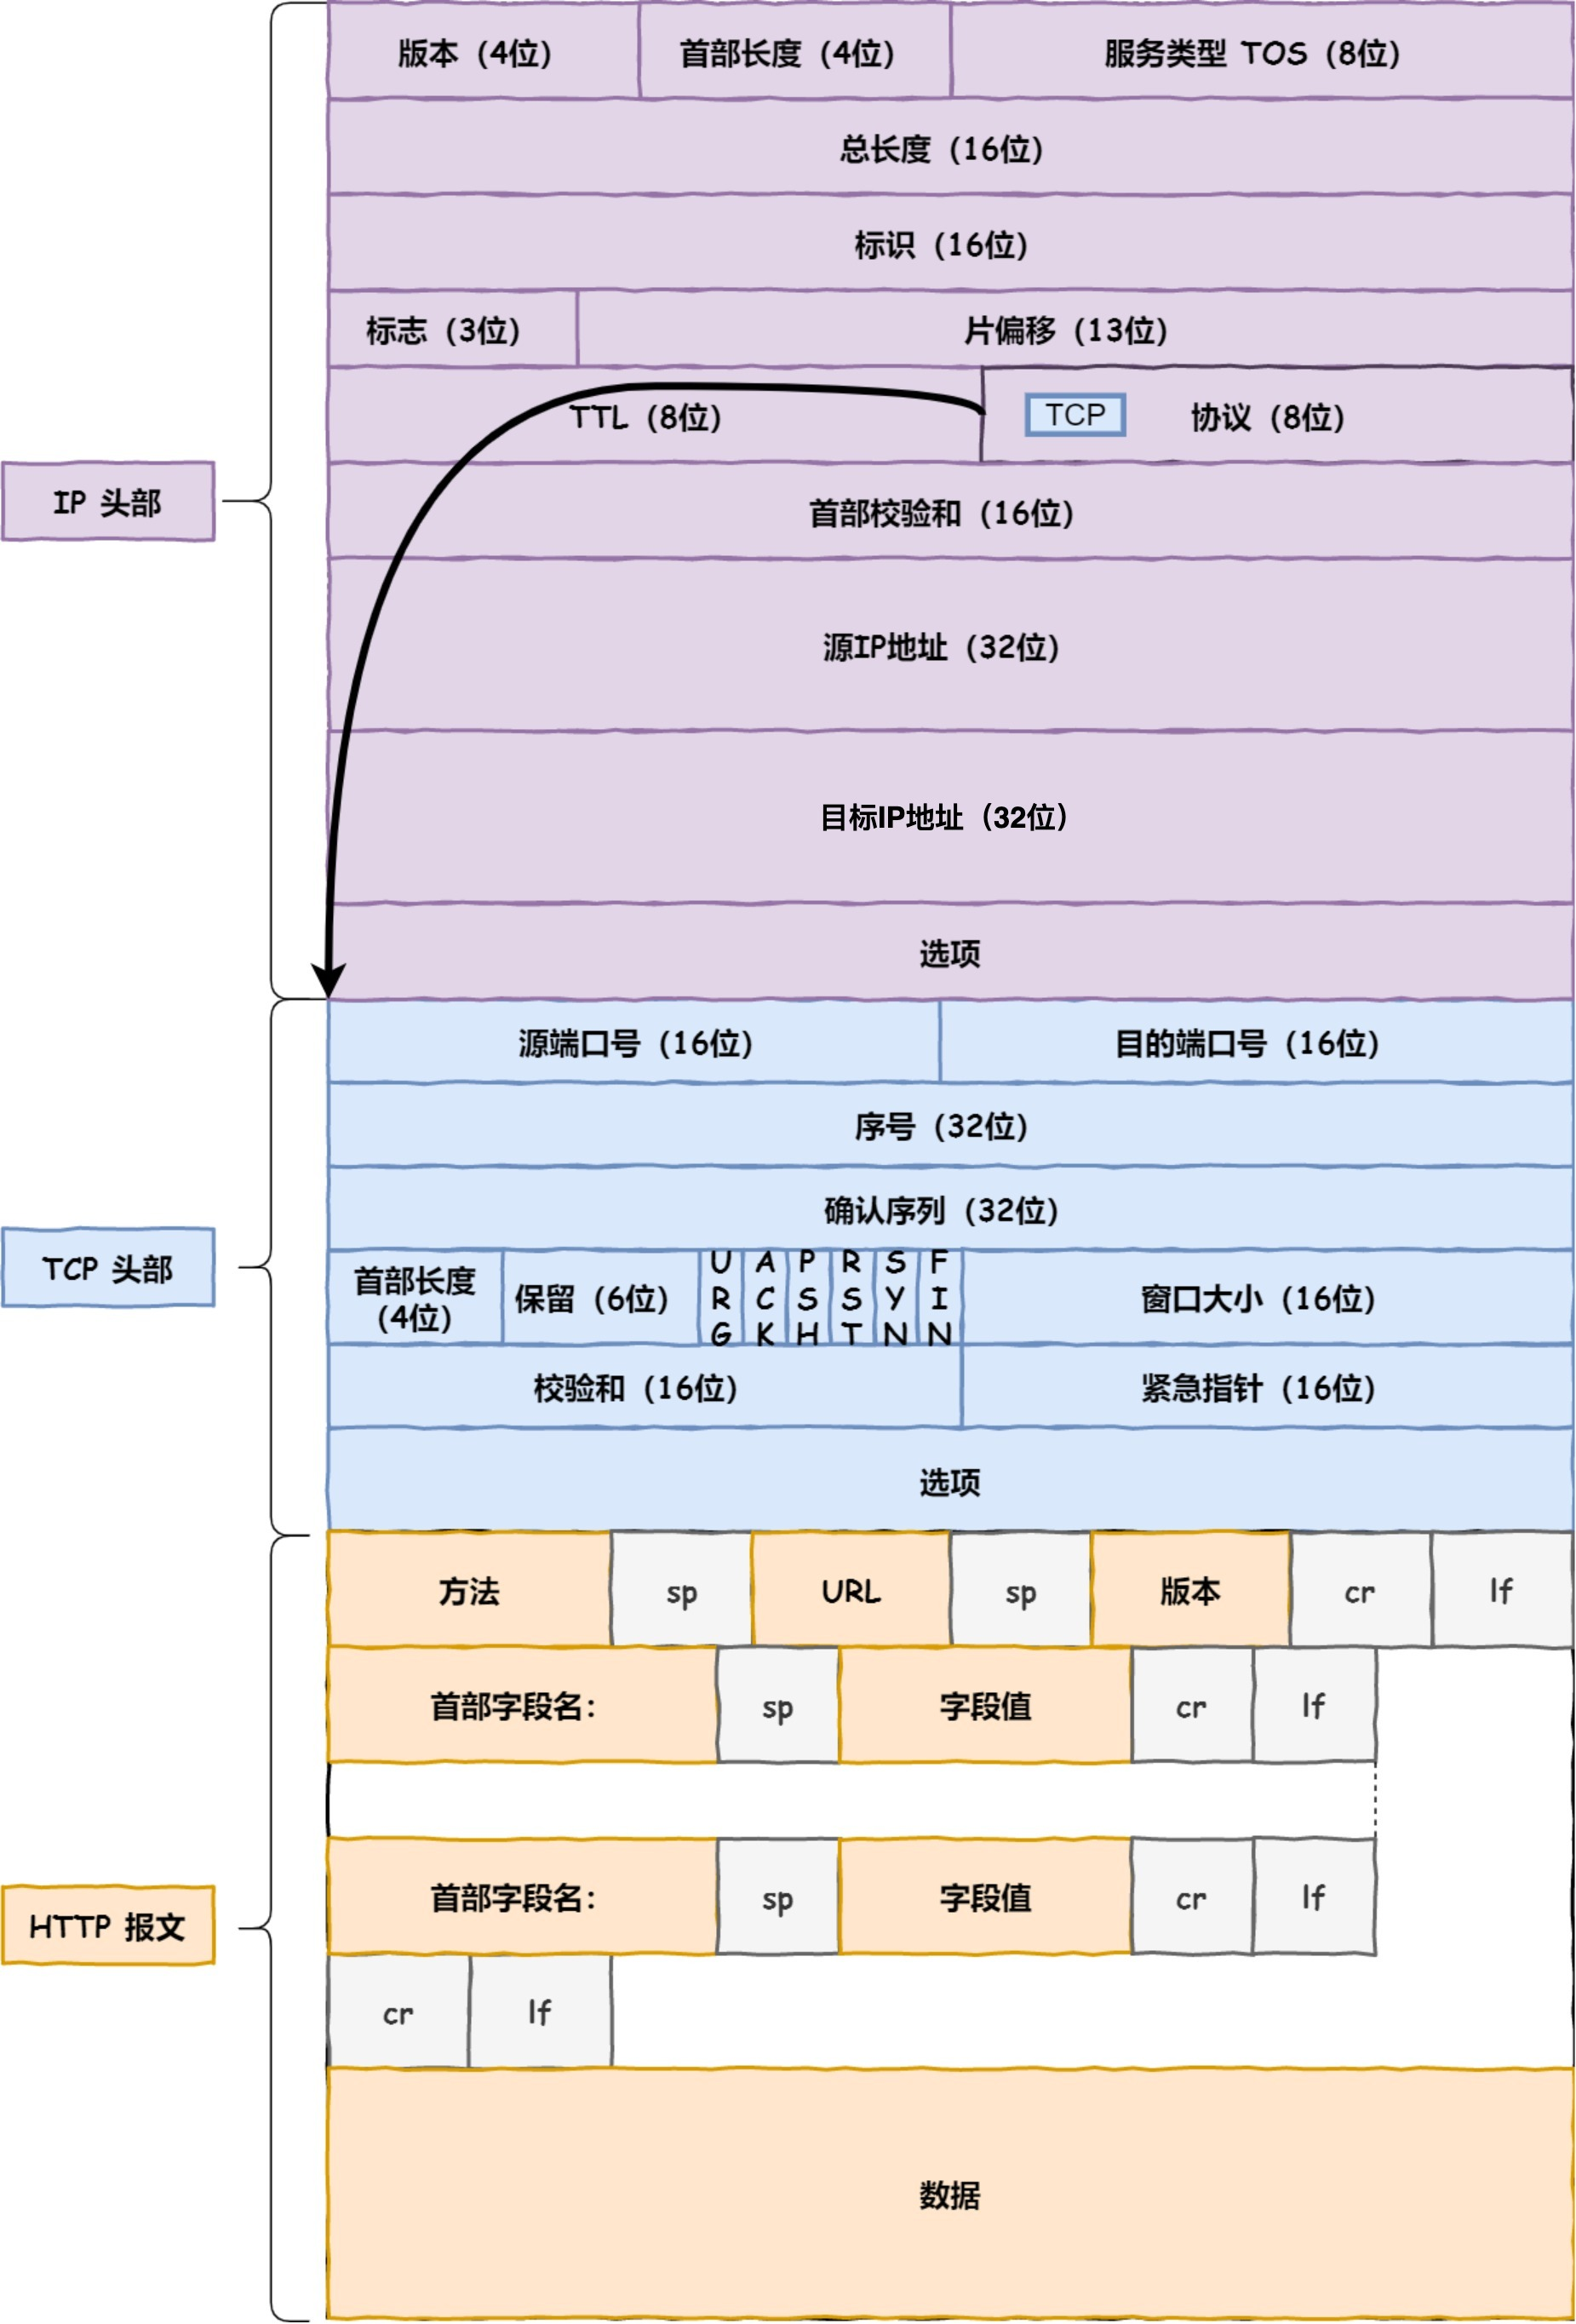 版本（4位）
首部长度（4位）
服务类型 TOS（8位）
总长度（16位）
标识（16位）
标志（3位）
片偏移（13位）
TTL（8位）
TCP
协议（8位）
IP 头部
首部校验和（16位）
源IP地址（32位）
目标IP地址（32位）
选项
源端口号（16位）
目的端口号（16位）
序号（32位）
确认序列（32位）
TCP 头部
首部长度
（4位）
保留（6位）
URG
ACK
PSH
RST
SYN
FIN
窗口大小（16位）
校验和（16位）
紧急指针（16位）
选项
方法
sp
URL
sp
版本
cr
lf
首部字段名：
sp
字段值
cr
lf
首部字段名：
sp
字段值
cr
lf
HTTP 报文
cr
lf
数据